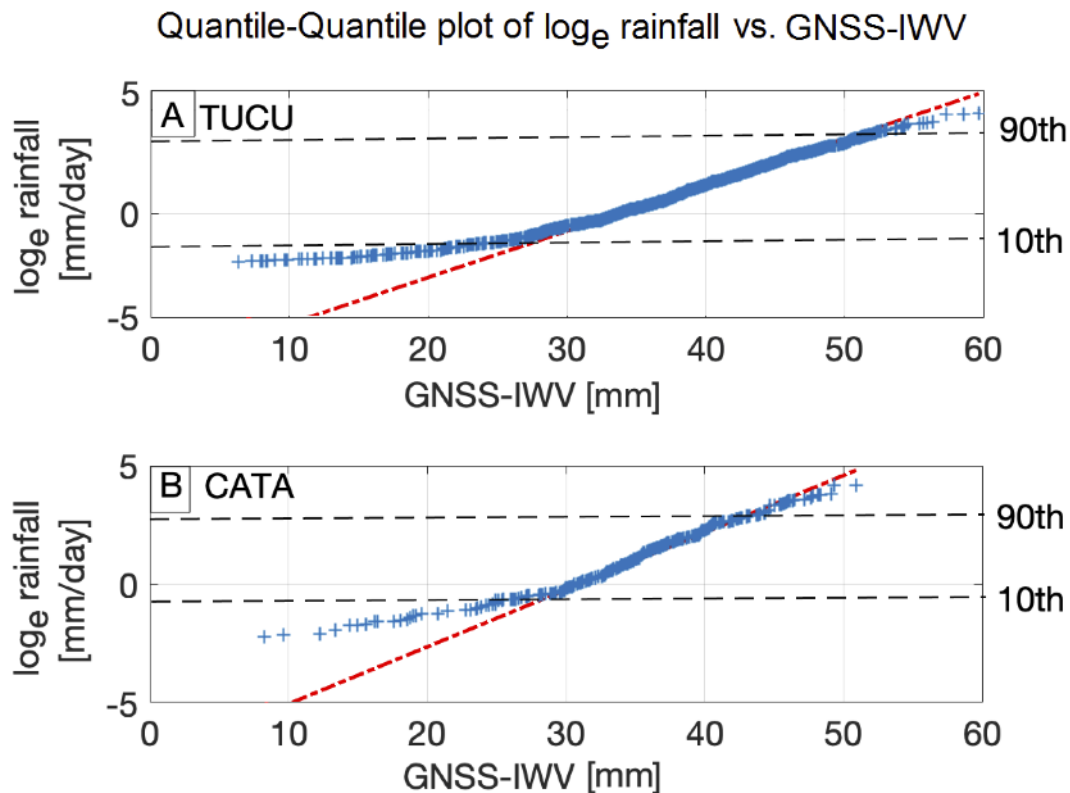 Quantile-Quantile plot of logₑ rainfall vs. GNSS-IWV
A TUCU
logₑ rainfall
[mm/day]
5
0
-5
90th
10th
0 10 20 30 40 50 60
GNSS-IWV [mm]
B CATA
logₑ rainfall
[mm/day]
5
0
-5
90th
10th
0 10 20 30 40 50 60
GNSS-IWV [mm]